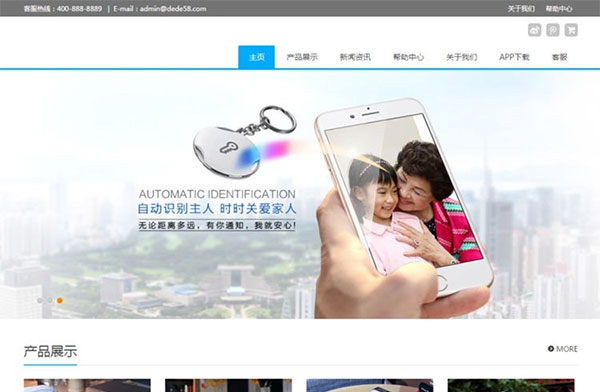 客服热线：400-888-8889 | E-mail：admin@dede58.com
关于我们 帮助中心
主页 产品展示 新闻资讯 帮助中心 关于我们 APP下载 客服
AUTOMATIC IDENTIFICATION
自动识别主人 时时关爱家人
无论距离多远，有你通知，我就安心!
产品展示
MORE